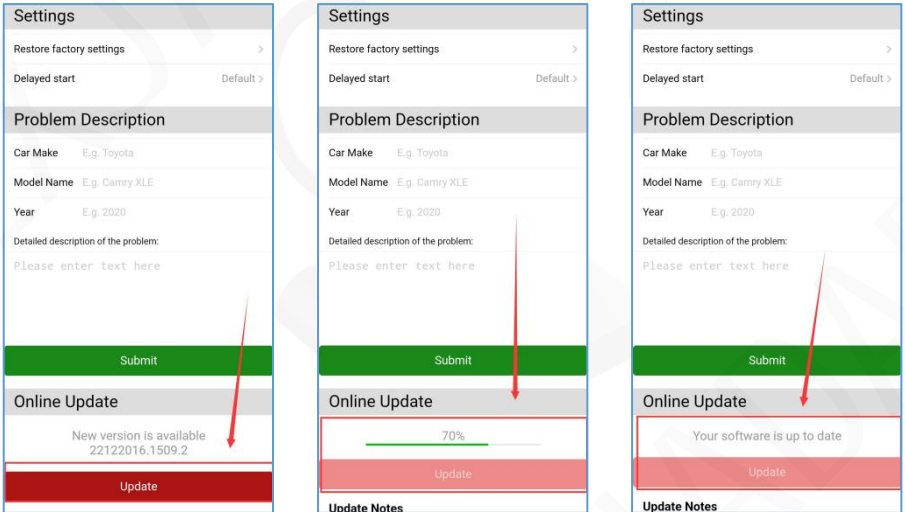 Settings
Restore factory settings >
Delayed start Default >
Problem Description
Car Make E.g. Toyota
Model Name E.g. Camry XLE
Year E.g. 2020
Detailed description of the problem:
Please enter text here
Submit
Online Update
New version is available
22122016.1509.2
Update
Settings
Restore factory settings >
Delayed start Default >
Problem Description
Car Make E.g. Toyota
Model Name E.g. Camry XLE
Year E.g. 2020
Detailed description of the problem:
Please enter text here
Submit
Online Update
70%
Update
Update Notes
Settings
Restore factory settings >
Delayed start Default >
Problem Description
Car Make E.g. Toyota
Model Name E.g. Camry XLE
Year E.g. 2020
Detailed description of the problem:
Please enter text here
Submit
Online Update
Your software is up to date
Update
Update Notes